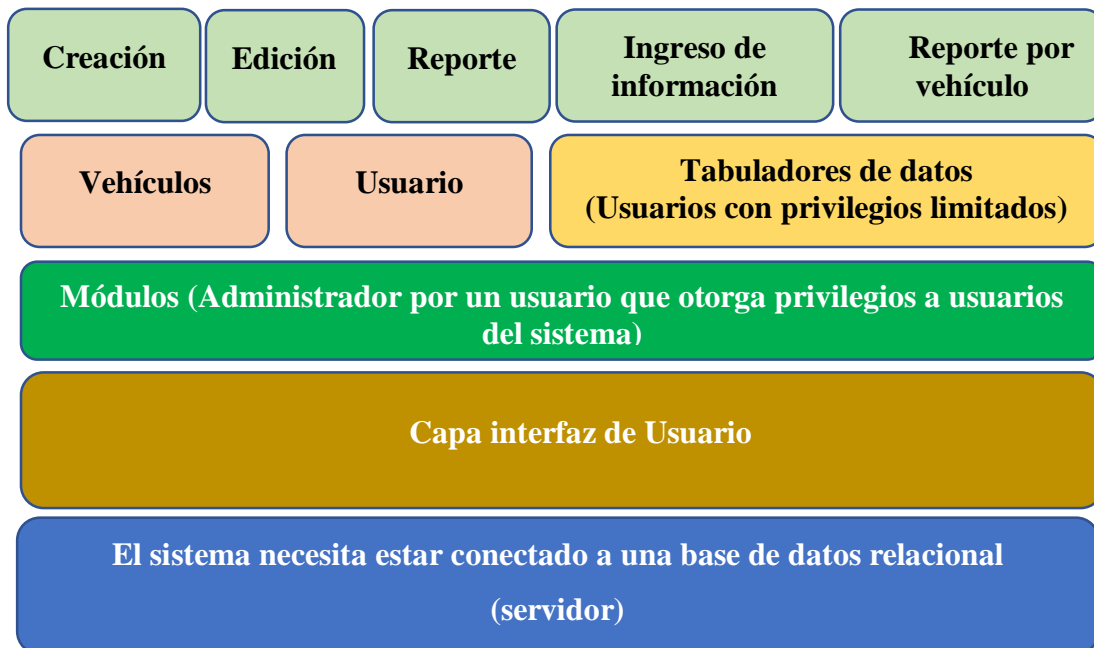 Creación
Edición
Reporte
Ingreso de
información
Reporte por
vehículo
Vehículos
Usuario
Tabuladores de datos
(Usuarios con privilegios limitados)
Módulos (Administrador por un usuario que otorga privilegios a usuarios
del sistema)
Capa interfaz de Usuario
El sistema necesita estar conectado a una base de datos relacional
(servidor)